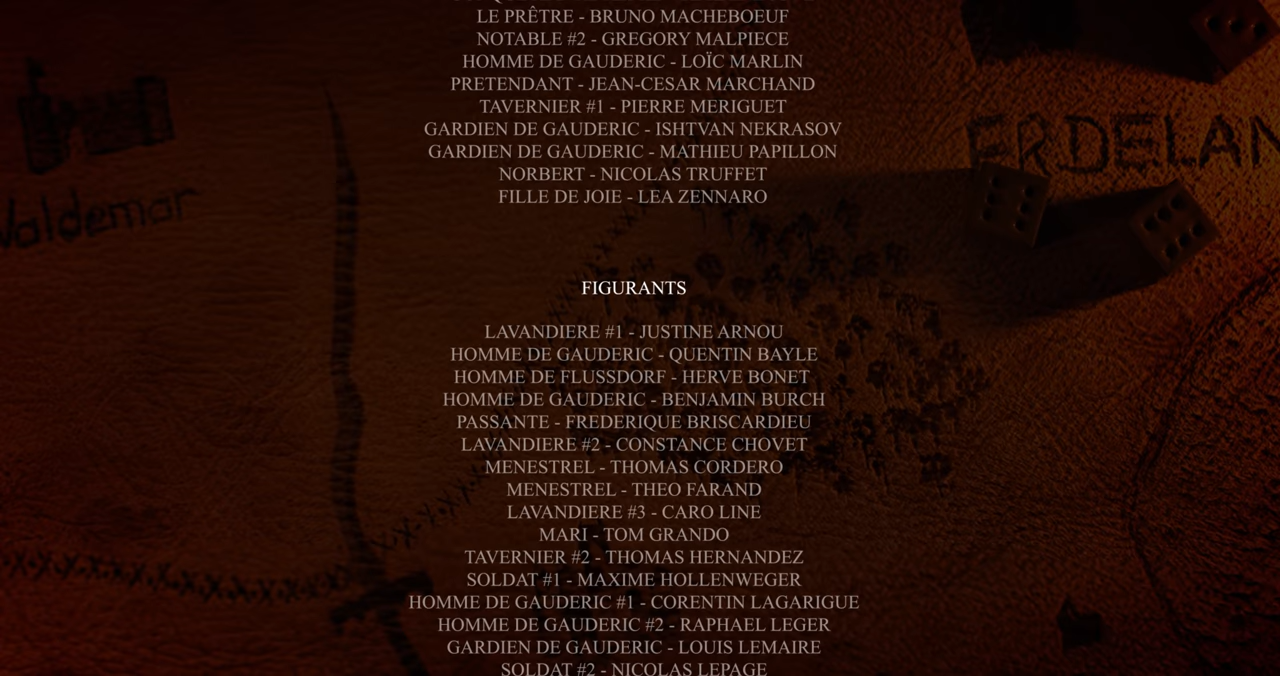 LE PRÊTRE - BRUNO MACHEBOEUF
NOTABLE #2 - GREGORY MALPIECE
HOMME DE GAUDERIC - LOÏC MARLIN
PRETENDANT - JEAN-CESAR MARCHAND
TAVERNIER #1 - PIERRE MERIGUET
GARDIEN DE GAUDERIC - ISHTVAN NEKRASOV
GARDIEN DE GAUDERIC - MATHIEU PAPILLON
NORBERT - NICOLAS TRUFFET
FILLE DE JOIE - LEA ZENNARO
ERDELAN
Valdemar
FIGURANTS
LAVANDIERE #1 - JUSTINE ARNOU
HOMME DE GAUDERIC - QUENTIN BAYLE
HOMME DE FLUSSDORF - HERVE BONET
HOMME DE GAUDERIC - BENJAMIN BURCH
PASSANTE - FREDERIQUE BRISCARDIEU
LAVANDIERE #2 - CONSTANCE CHOVET
MENESTREL - THOMAS CORDERO
MENESTREL - THEO FARAND
LAVANDIERE #3 - CARO LINE
MARI - TOM GRANDO
TAVERNIER #2 - THOMAS HERNANDEZ
SOLDAT #1 - MAXIME HOLLENWEGER
HOMME DE GAUDERIC #1 - CORENTIN LAGARIGUE
HOMME DE GAUDERIC #2 - RAPHAEL LEGER
GARDIEN DE GAUDERIC - LOUIS LEMAIRE
SOLDAT #2 - NICOLAS LEPAGE